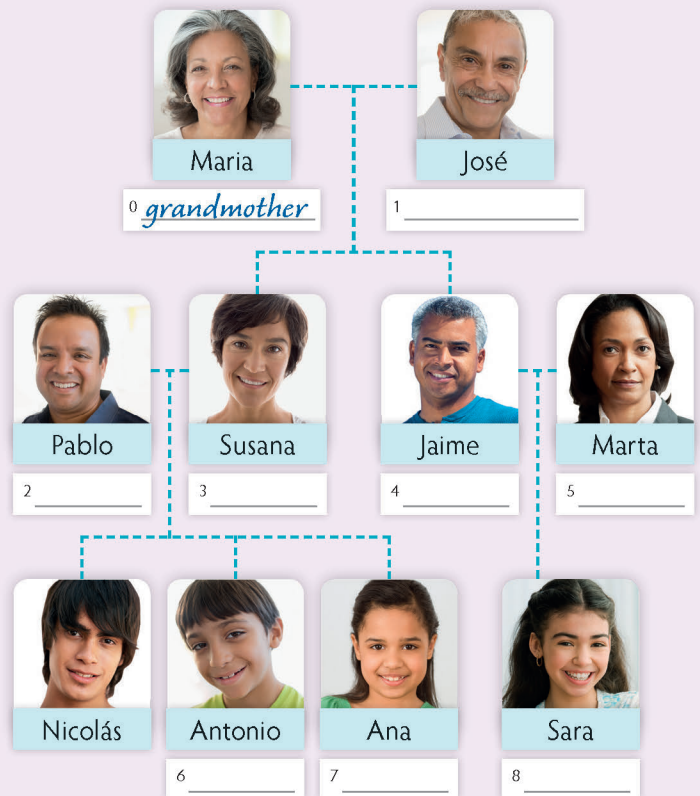 Maria
José
0 grandmother
1
Pablo
Susana
Jaime
Marta
2
3
4
5
Nicolás
Antonio
Ana
Sara
6
7
8